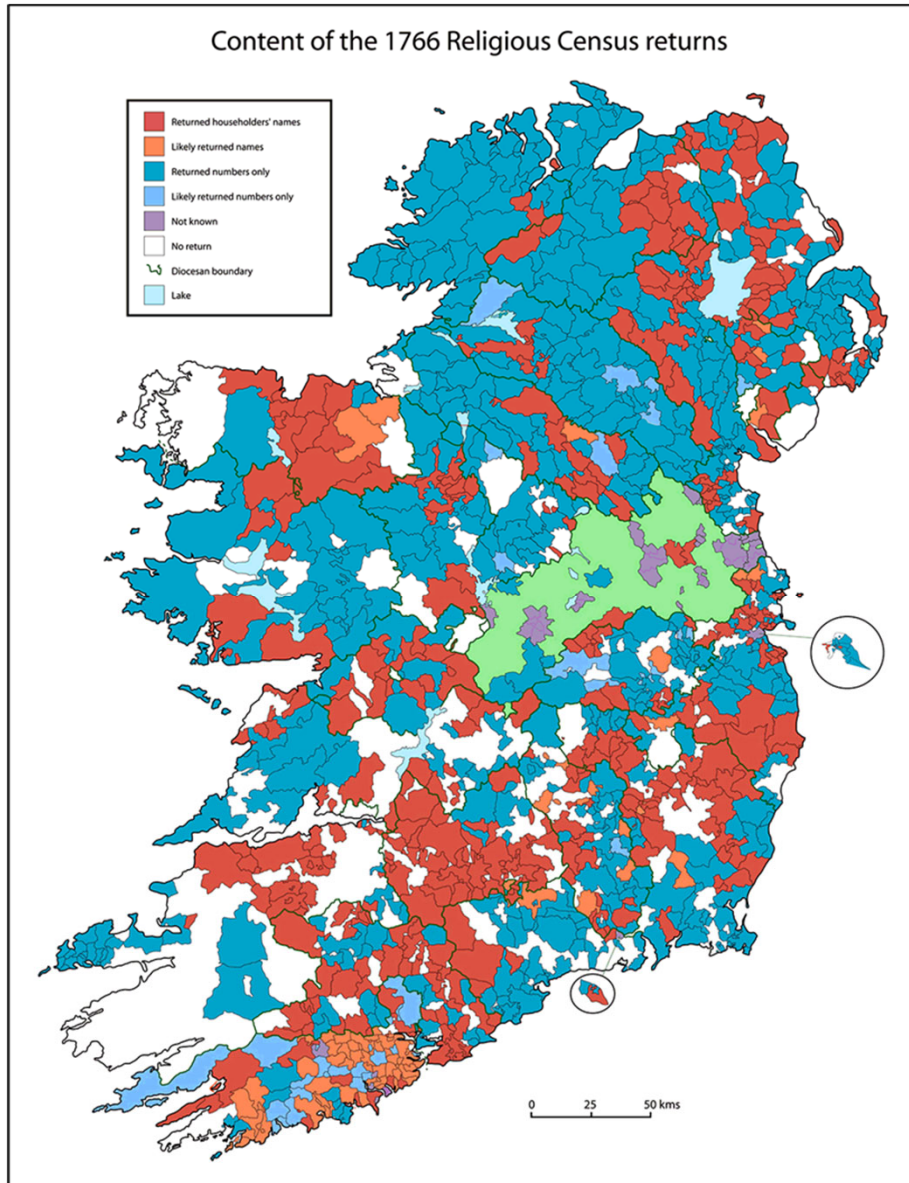 Content of the 1766 Religious Census returns
Returned householders' names
Likely returned names
Returned numbers only
Likely returned numbers only
Not known
No return
Diocesan boundary
Lake
0 25 50 kms